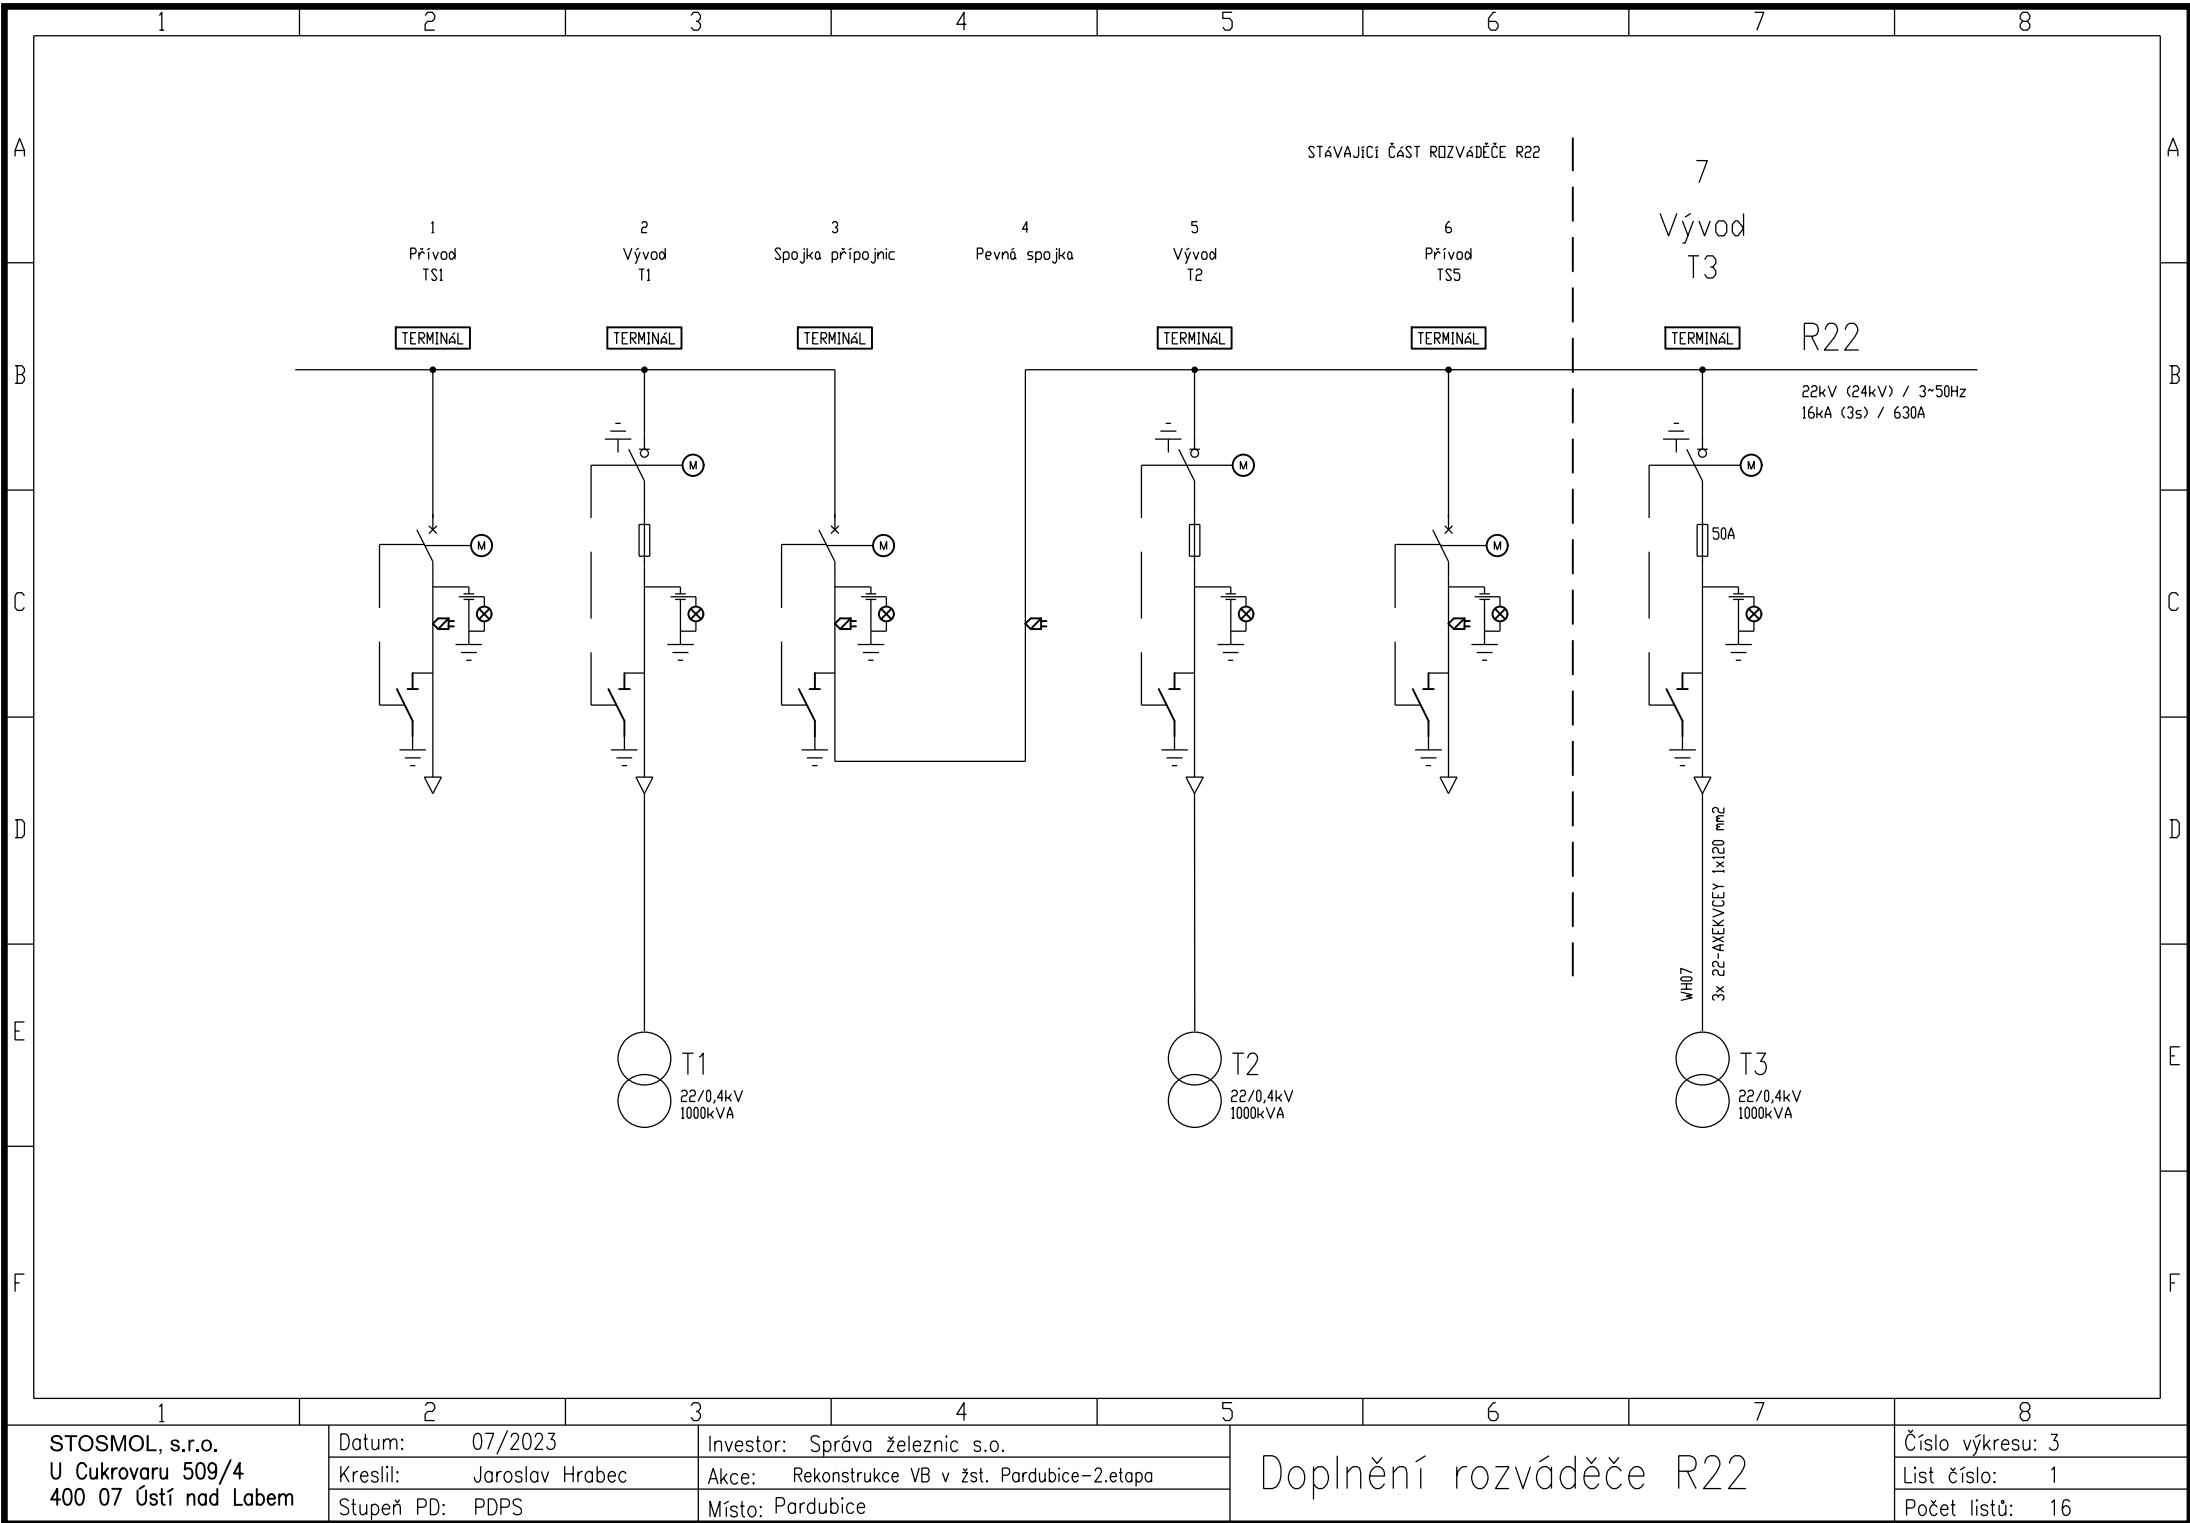 1 2 3 4 5 6 7 8
A A
STÁVAJÍCÍ ČÁST ROZVÁDĚČE R22
1
Přívod
TS1
2
Vývod
T1
3
Spojka přípojnic
4
Pevná spojka
5
Vývod
T2
6
Přívod
TS5
7
Vývod
T3
TERMINÁL TERMINÁL TERMINÁL TERMINÁL TERMINÁL TERMINÁL
R22
B B
22kV (24kV) / 3~50Hz
16kA (3s) / 630A
M M M M
M M M
50A
C C
D D
WH07
3x 22-AXEKVCEY 1x120 mm2
E E
T1
22/0,4kV
1000kVA
T2
22/0,4kV
1000kVA
T3
22/0,4kV
1000kVA
F F
1 2 3 4 5 6 7 8
STOSMOL, s.r.o.
U Cukrovaru 509/4
400 07 Ústí nad Labem
Datum: 07/2023
Kreslil: Jaroslav Hrabec
Stupeň PD: PDPS
Investor: Správa železnic s.o.
Akce: Rekonstrukce VB v žst. Pardubice-2.etapa
Místo: Pardubice
Doplnění rozváděče R22
Číslo výkresu: 3
List číslo: 1
Počet listů: 16